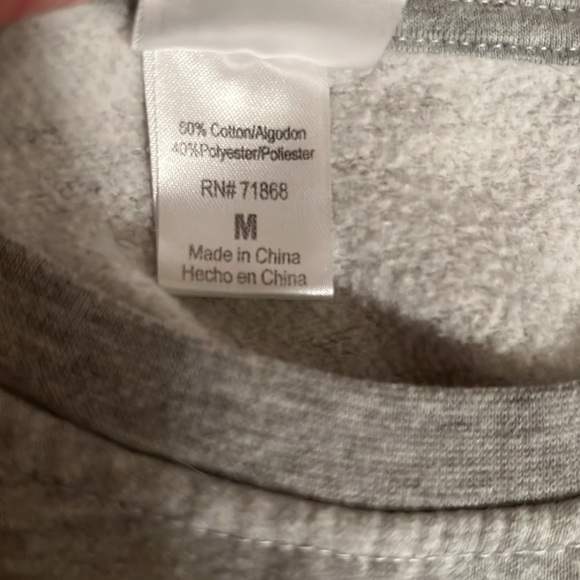 60% Cotton/Algodon
40%Polyester/Poliester
RN# 71868
M
Made in China
Hecho en China